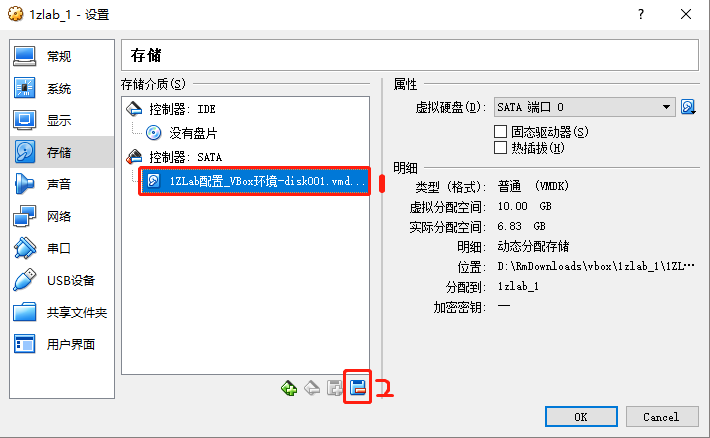 1zlab_1 - 设置
常规
系统
显示
存储
声音
网络
串口
USB设备
共享文件夹
用户界面
存储
存储介质(S)
控制器: IDE
没有盘片
控制器: SATA
1ZLab配置_VBox环境-disk001.vmd...
1
2
属性
虚拟硬盘(D): SATA 端口 0
固态驱动器(S)
热插拔(H)
明细
类型 (格式): 普通 (VMDK)
虚拟分配空间: 10.00 GB
实际分配空间: 6.83 GB
明细: 动态分配存储
位置: D:\RmDownloads\vbox\1zlab_1\1ZL…
分配到: 1zlab_1
加密密钥: —
OK
Cancel